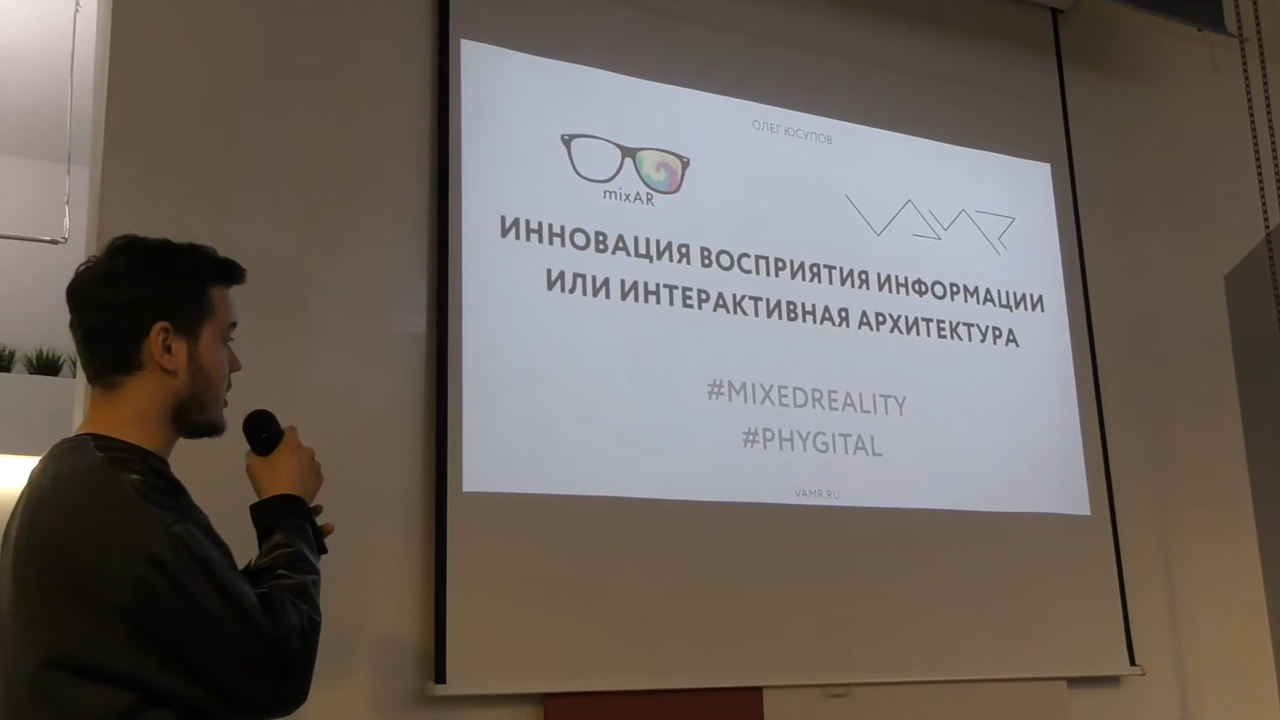 ОЛЕГ ЮСУПОВ
mixAR
VAMR
ИННОВАЦИЯ ВОСПРИЯТИЯ ИНФОРМАЦИИ
ИЛИ ИНТЕРАКТИВНАЯ АРХИТЕКТУРА
#MIXEDREALITY
#PHYGITAL
VAMR.RU